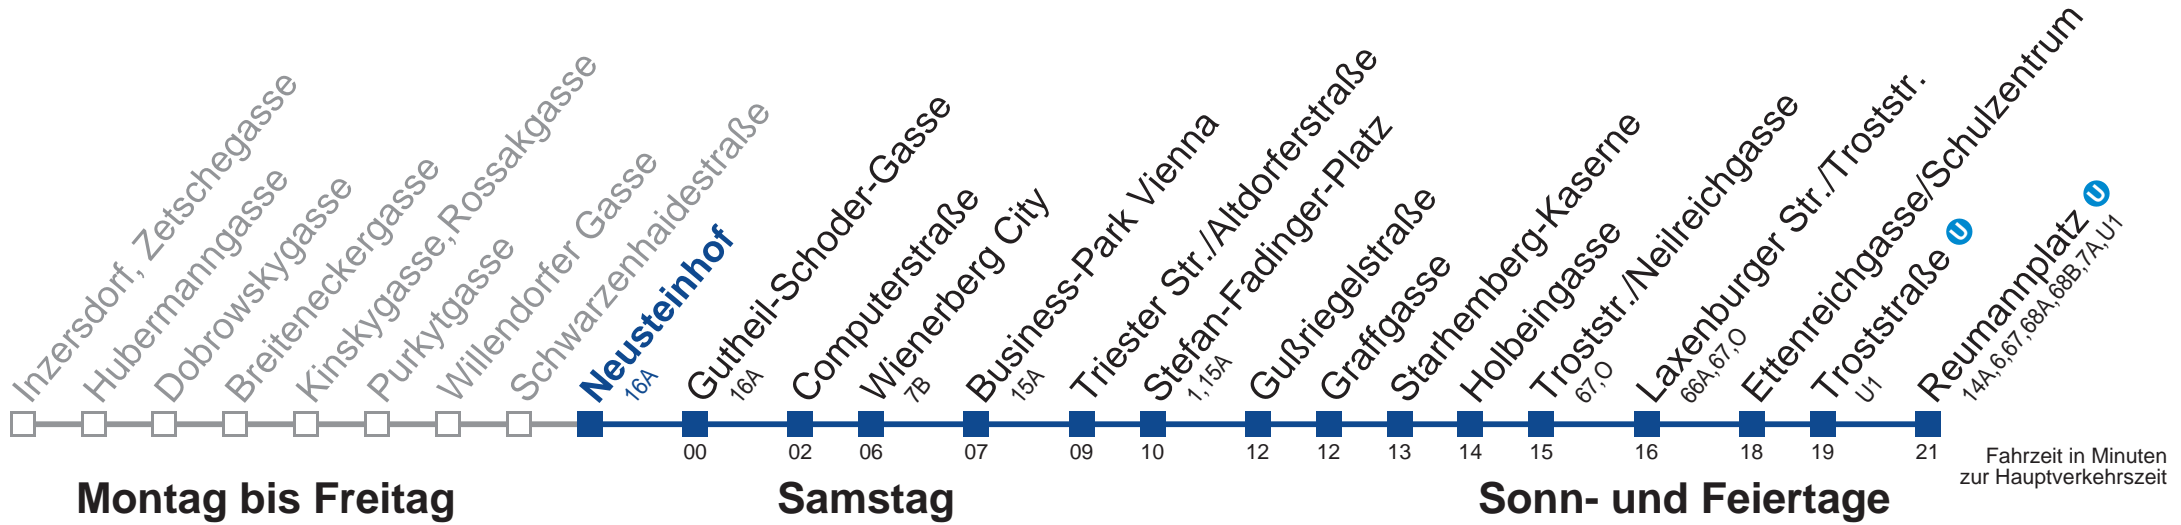 Inzersdorf, Zetschegasse
Hubermanngasse
Dobrowskygasse
Breiteneckergasse
Kinskygasse,Rossakgasse
Purkytgasse
Willendorfer Gasse
Schwarzenhaidestraße
Neusteinhof
16A
Gutheil-Schoder-Gasse
16A
Computerstraße
Wienerberg City
7B
Business-Park Vienna
15A
Triester Str./Altdorferstraße
Stefan-Fadinger-Platz
1,15A
Gußriegelstraße
Graffgasse
Starhemberg-Kaserne
Holbeingasse
Troststr./Neilreichgasse
67,O
Laxenburger Str./Troststr.
66A,67,O
Ettenreichgasse/Schulzentrum
Troststraße U
U1
Reumannplatz U
14A,6,67,68A,68B,7A,U1
00 02 06 07 09 10 12 12 13 14 15 16 18 19 21
Fahrzeit in Minuten
zur Hauptverkehrszeit
Montag bis Freitag Samstag Sonn- und Feiertage